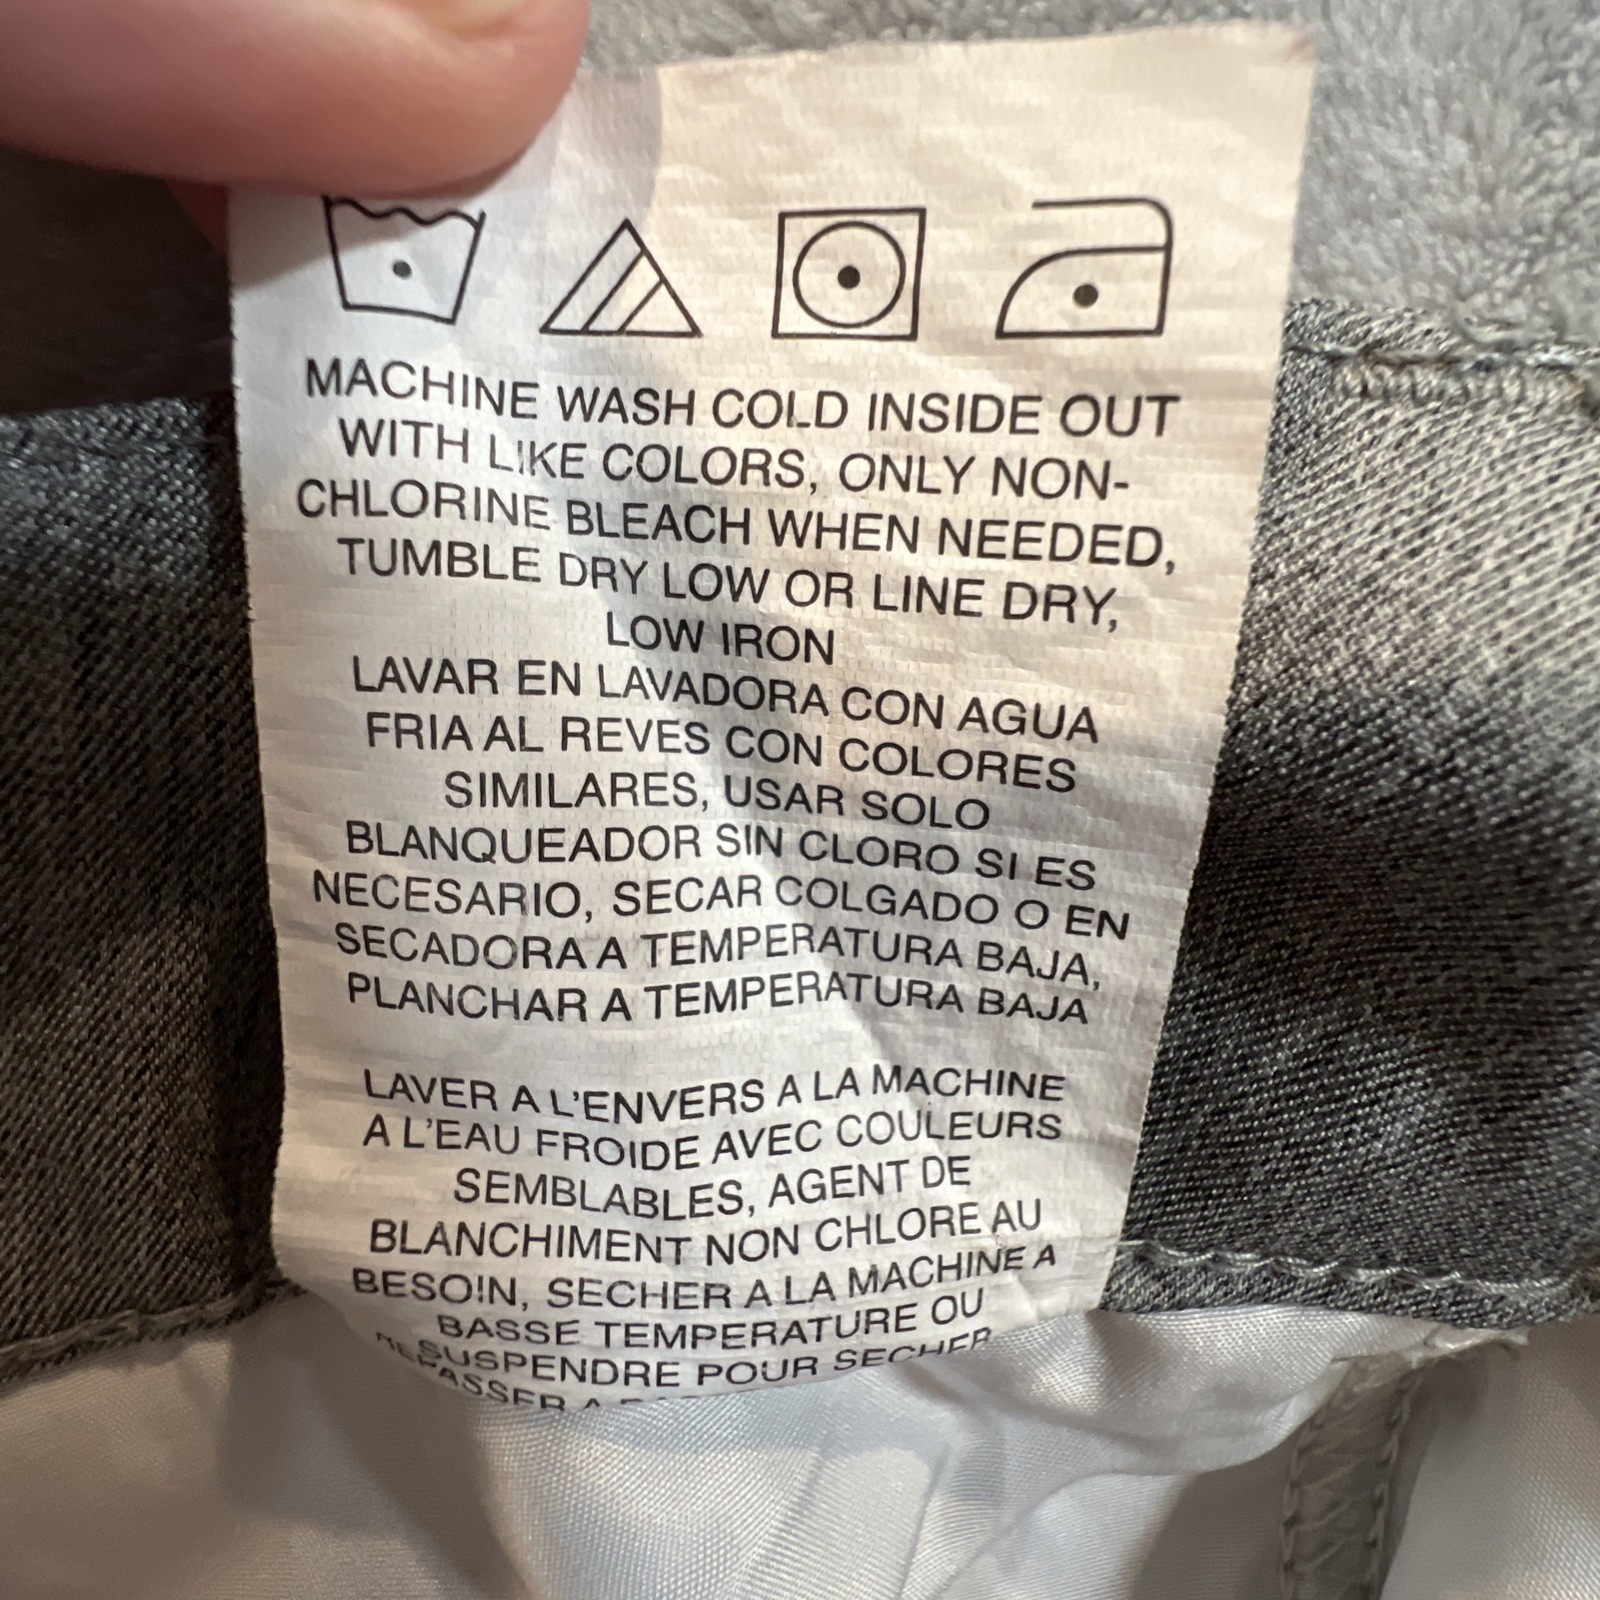 MACHINE WASH COLD INSIDE OUT
WITH LIKE COLORS, ONLY NON-
CHLORINE BLEACH WHEN NEEDED,
TUMBLE DRY LOW OR LINE DRY,
LOW IRON
LAVAR EN LAVADORA CON AGUA
FRIA AL REVES CON COLORES
SIMILARES, USAR SOLO
BLANQUEADOR SIN CLORO SI ES
NECESARIO, SECAR COLGADO O EN
SECADORA A TEMPERATURA BAJA,
PLANCHAR A TEMPERATURA BAJA
LAVER A L'ENVERS A LA MACHINE
A L'EAU FROIDE AVEC COULEURS
SEMBLABLES, AGENT DE
BLANCHIMENT NON CHLORE AU
BESOIN, SECHER A LA MACHINE A
BASSE TEMPERATURE OU
SUSPENDRE POUR SECHER